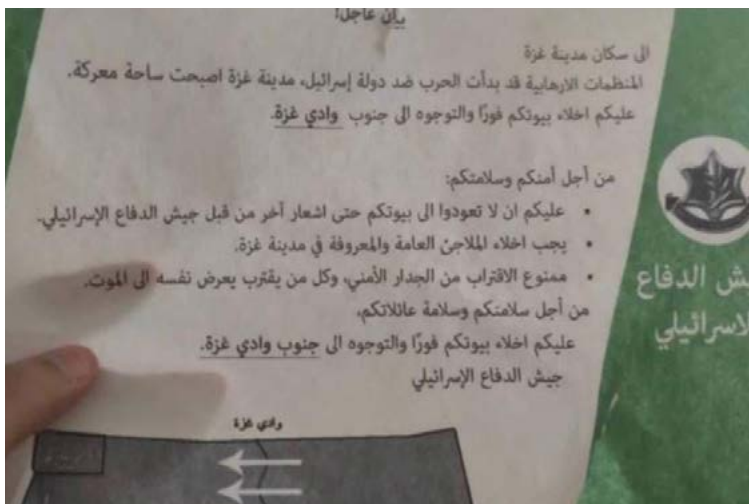 بيان عاجل!
الى سكان مدينة غزة
المنظمات الارهابية قد بدأت الحرب ضد دولة إسرائيل، مدينة غزة اصبحت ساحة معركة.
عليكم اخلاء بيوتكم فورًا والتوجوه الى جنوب وادي غزة.
من أجل أمنكم وسلامتكم:
• عليكم ان لا تعودوا الى بيوتكم حتى اشعار آخر من قبل جيش الدفاع الإسرائيلي.
• يجب اخلاء الملاجئ العامة والمعروفة في مدينة غزة.
• ممنوع الاقتراب من الجدار الأمني، وكل من يقترب يعرض نفسه الى الموت.
من أجل سلامتكم وسلامة عائلاتكم،
عليكم اخلاء بيوتكم فورًا والتوجوه الى جنوب وادي غزة.
جيش الدفاع الإسرائيلي
وادي غزة
يش الدفاع
لاسرائيلي